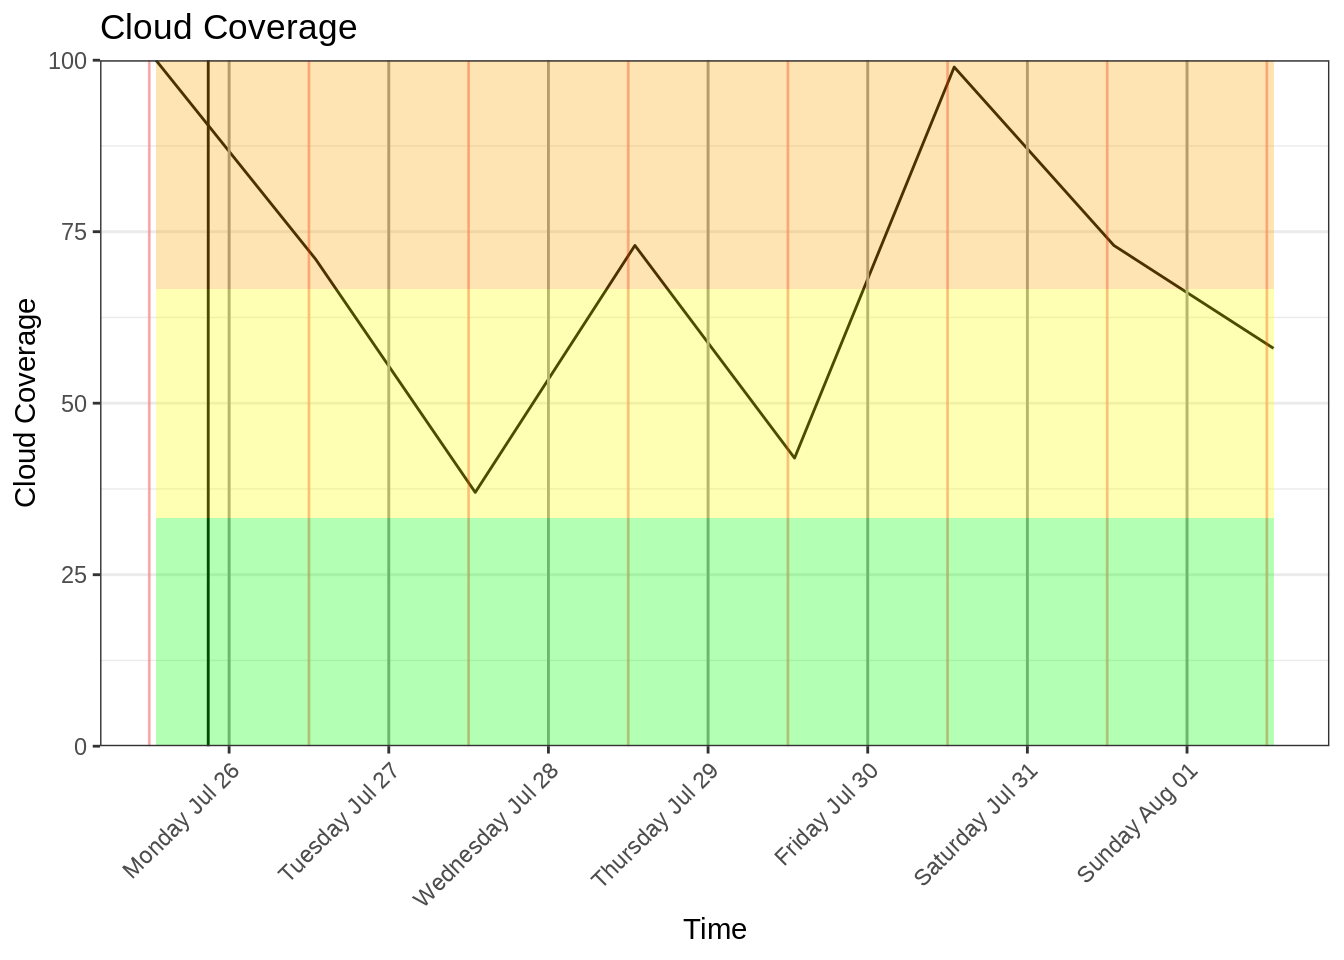 Cloud Coverage
Cloud Coverage
100
75
50
25
0
Monday Jul 26
Tuesday Jul 27
Wednesday Jul 28
Thursday Jul 29
Friday Jul 30
Saturday Jul 31
Sunday Aug 01
Time